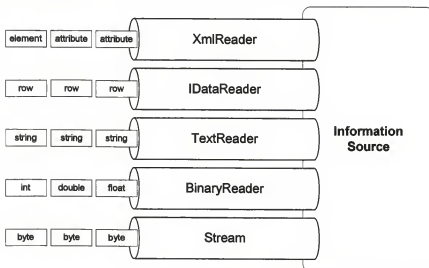 element attribute attribute XmlReader
row row row IDataReader
string string string TextReader
Information
Source
int double float BinaryReader
byte byte byte Stream